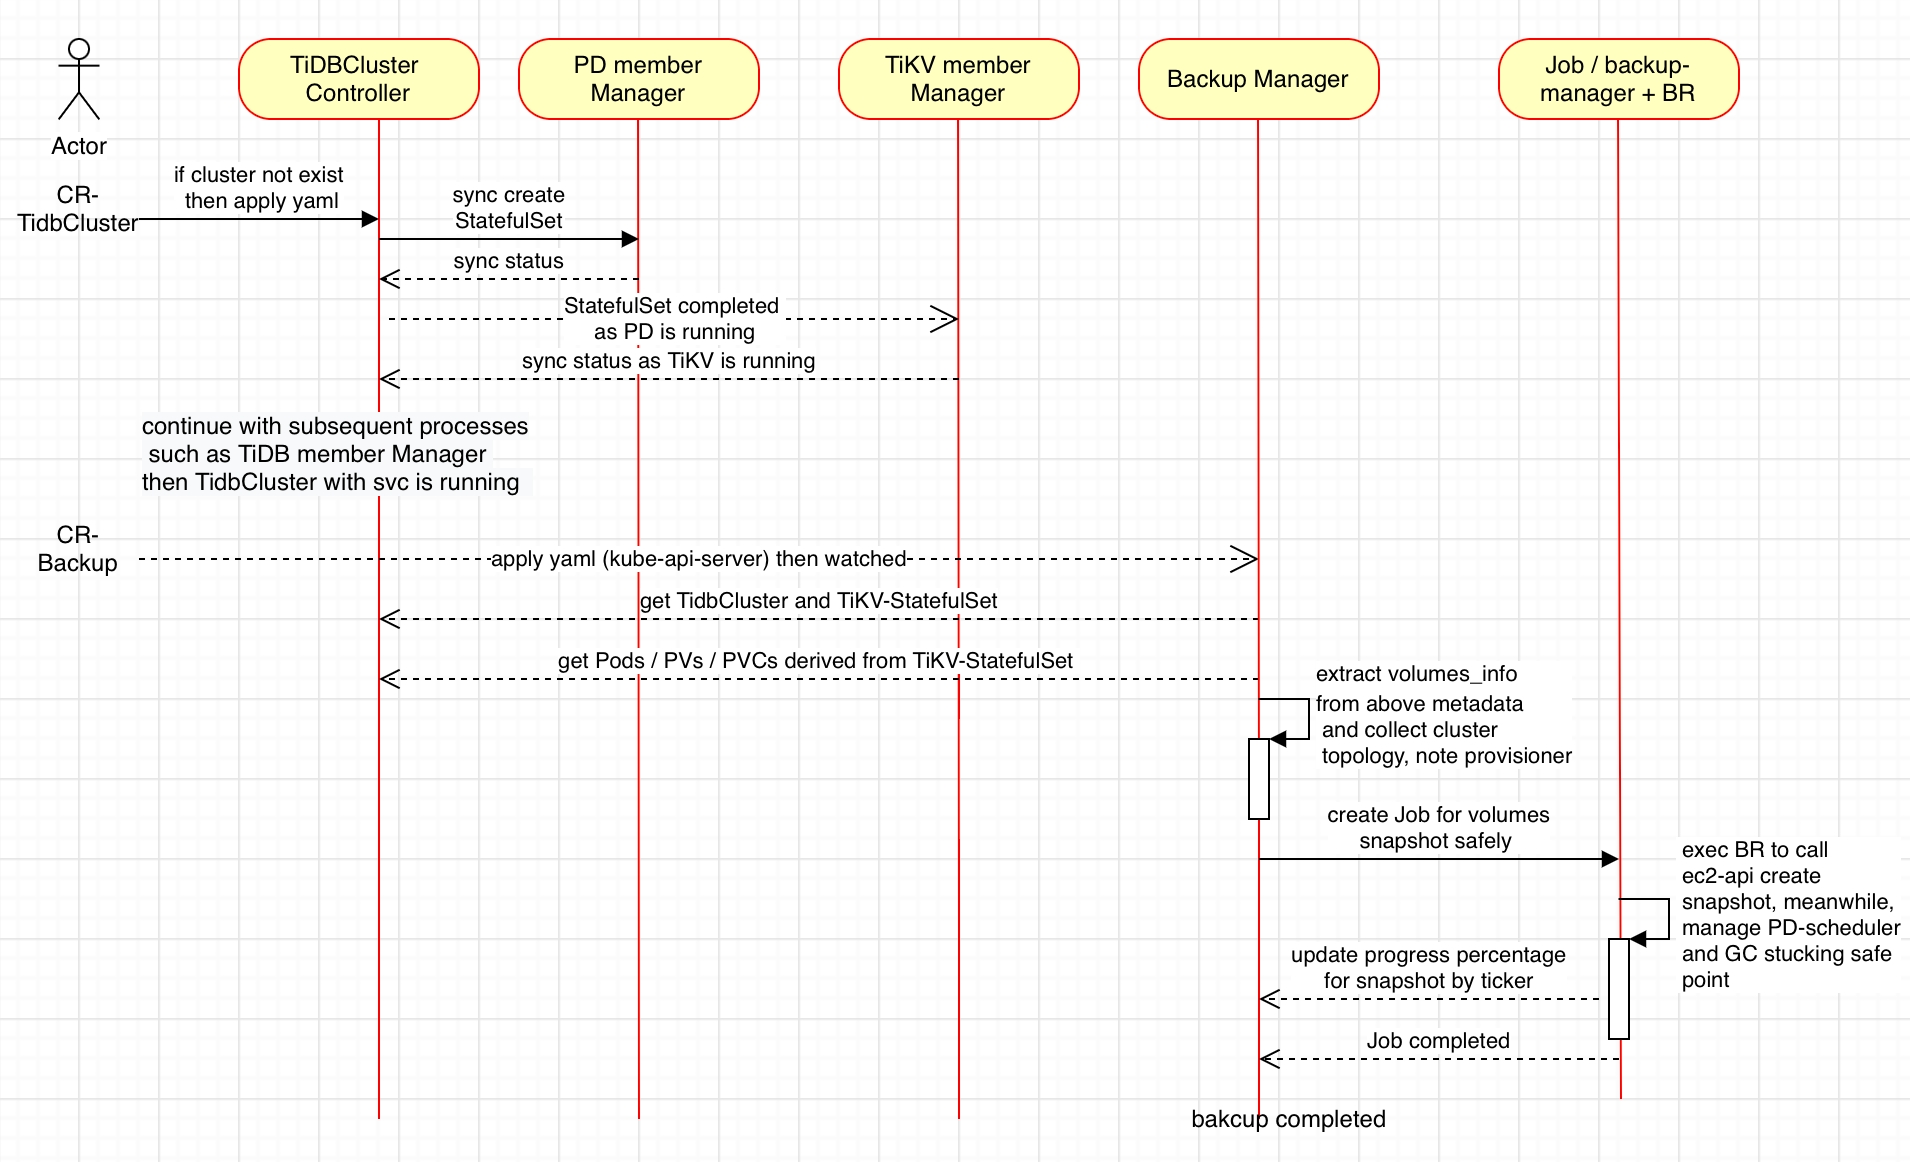 TiDBCluster
Controller
PD member
Manager
TiKV member
Manager
Backup Manager
Job / backup-
manager + BR
Actor
CR-
TidbCluster
if cluster not exist
then apply yaml
sync create
StatefulSet
sync status
StatefulSet completed
as PD is running
sync status as TiKV is running
continue with subsequent processes
such as TiDB member Manager
then TidbCluster with svc is running
CR-
Backup
apply yaml (kube-api-server) then watched
get TidbCluster and TiKV-StatefulSet
get Pods / PVs / PVCs derived from TiKV-StatefulSet
extract volumes_info
from above metadata
and collect cluster
topology, note provisioner
create Job for volumes
snapshot safely
exec BR to call
ec2-api create
snapshot, meanwhile,
manage PD-scheduler
and GC stucking safe
point
update progress percentage
for snapshot by ticker
Job completed
bakcup completed